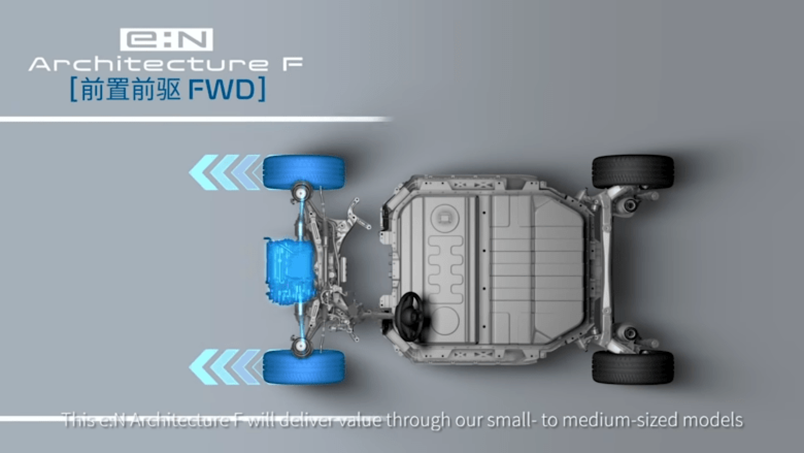 e:N
Architecture F
[前置前驱 FWD]
This e:N Architecture F will deliver value through our small- to medium-sized models